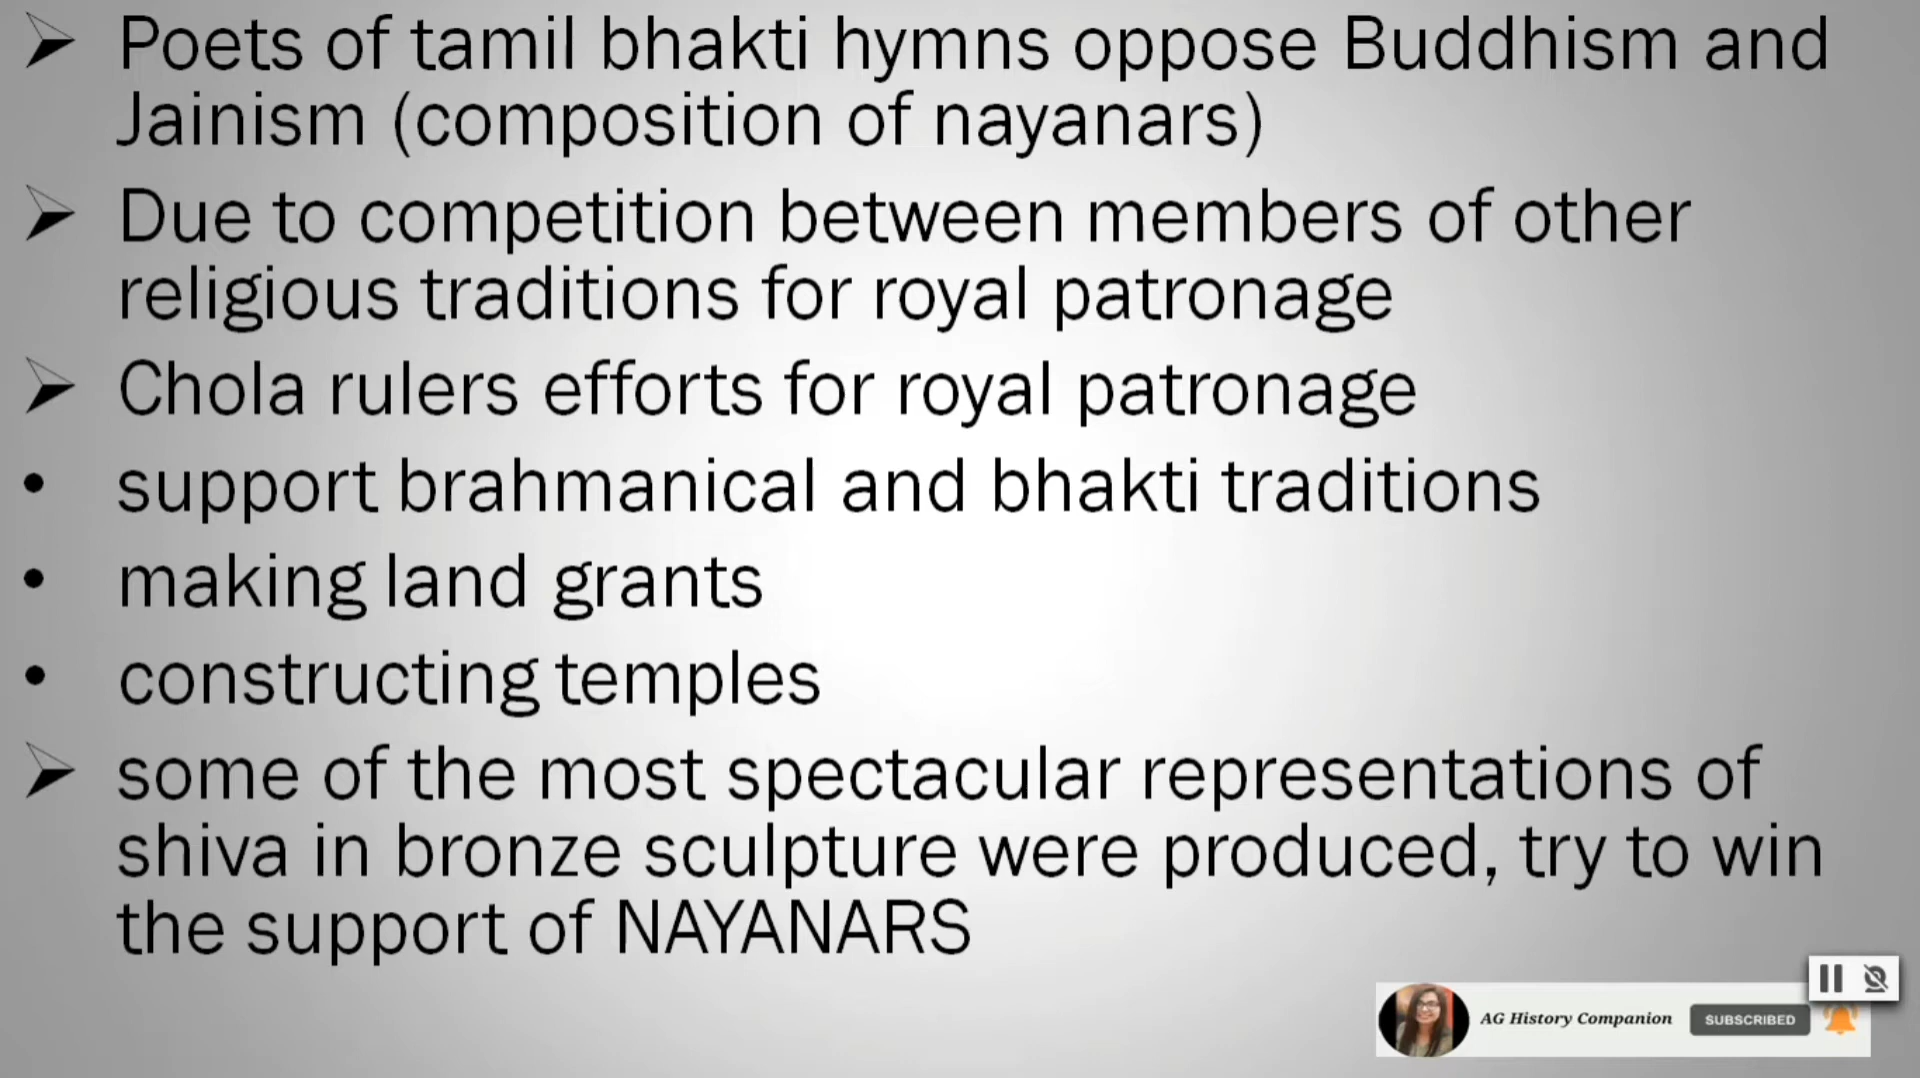 Poets of tamil bhakti hymns oppose Buddhism and
Jainism (composition of nayanars)
Due to competition between members of other
religious traditions for royal patronage
Chola rulers efforts for royal patronage
support brahmanical and bhakti traditions
making land grants
constructing temples
some of the most spectacular representations of
shiva in bronze sculpture were produced, try to win
the support of NAYANARS
AG History Companion SUBSCRIBED